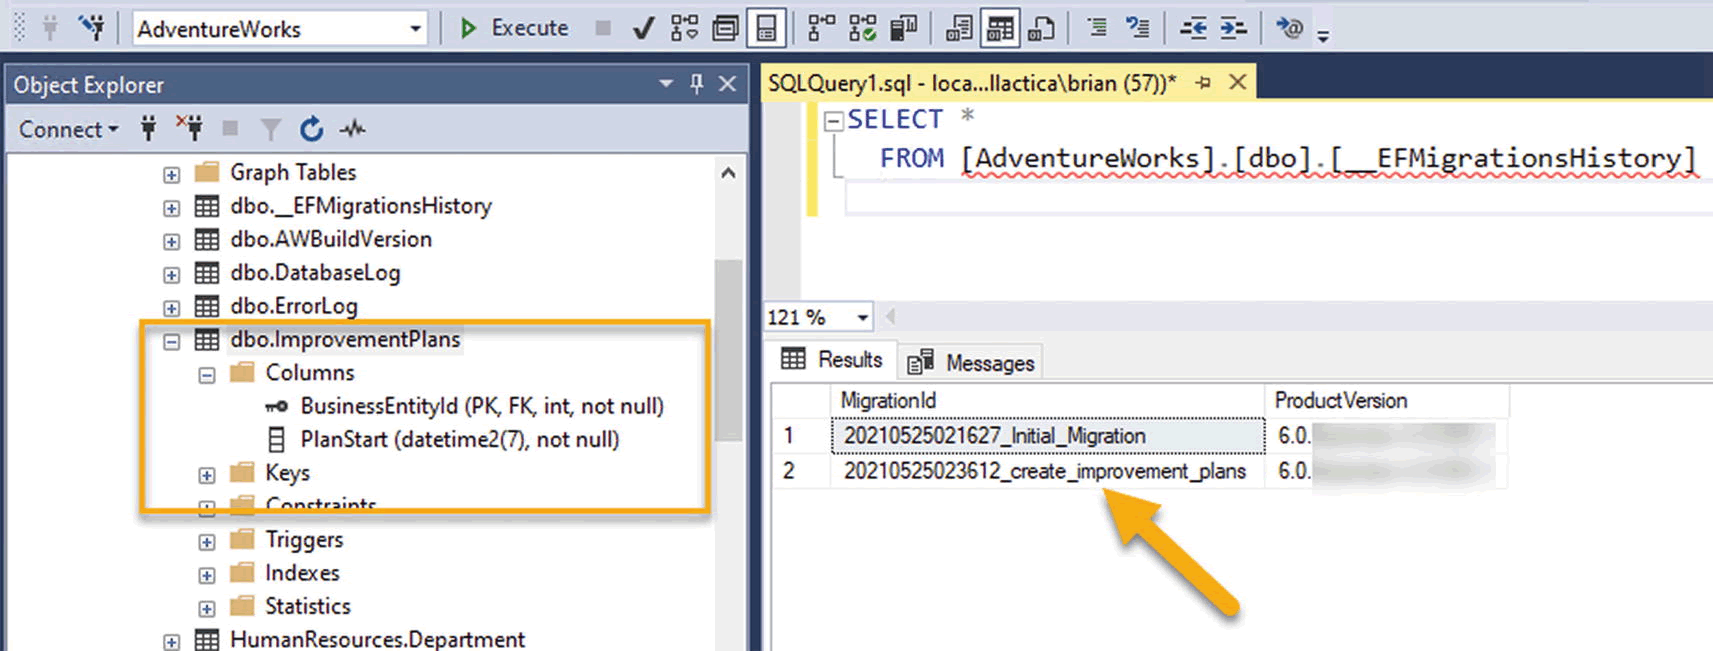 AdventureWorks
Execute
Object Explorer
Connect
Graph Tables
dbo.__EFMigrationsHistory
dbo.AWBuildVersion
dbo.DatabaseLog
dbo.ErrorLog
dbo.ImprovementPlans
Columns
BusinessEntityId (PK, FK, int, not null)
PlanStart (datetime2(7), not null)
Keys
Constraints
Triggers
Indexes
Statistics
HumanResources.Department
SQLQuery1.sql - loca...llactica\brian (57))*
SELECT *
FROM [AdventureWorks].[dbo].[__EFMigrationsHistory]
121 %
Results
Messages
MigrationId ProductVersion
1 20210525021627_Initial_Migration 6.0.
2 20210525023612_create_improvement_plans 6.0.